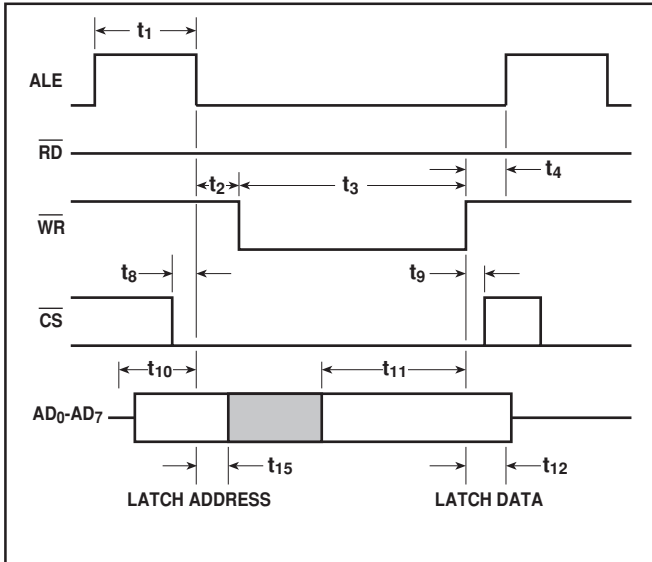 t1
ALE
RD
t4
t2 t3
WR
t8 t9
CS
t10 t11
AD0-AD7
t15 t12
LATCH ADDRESS LATCH DATA